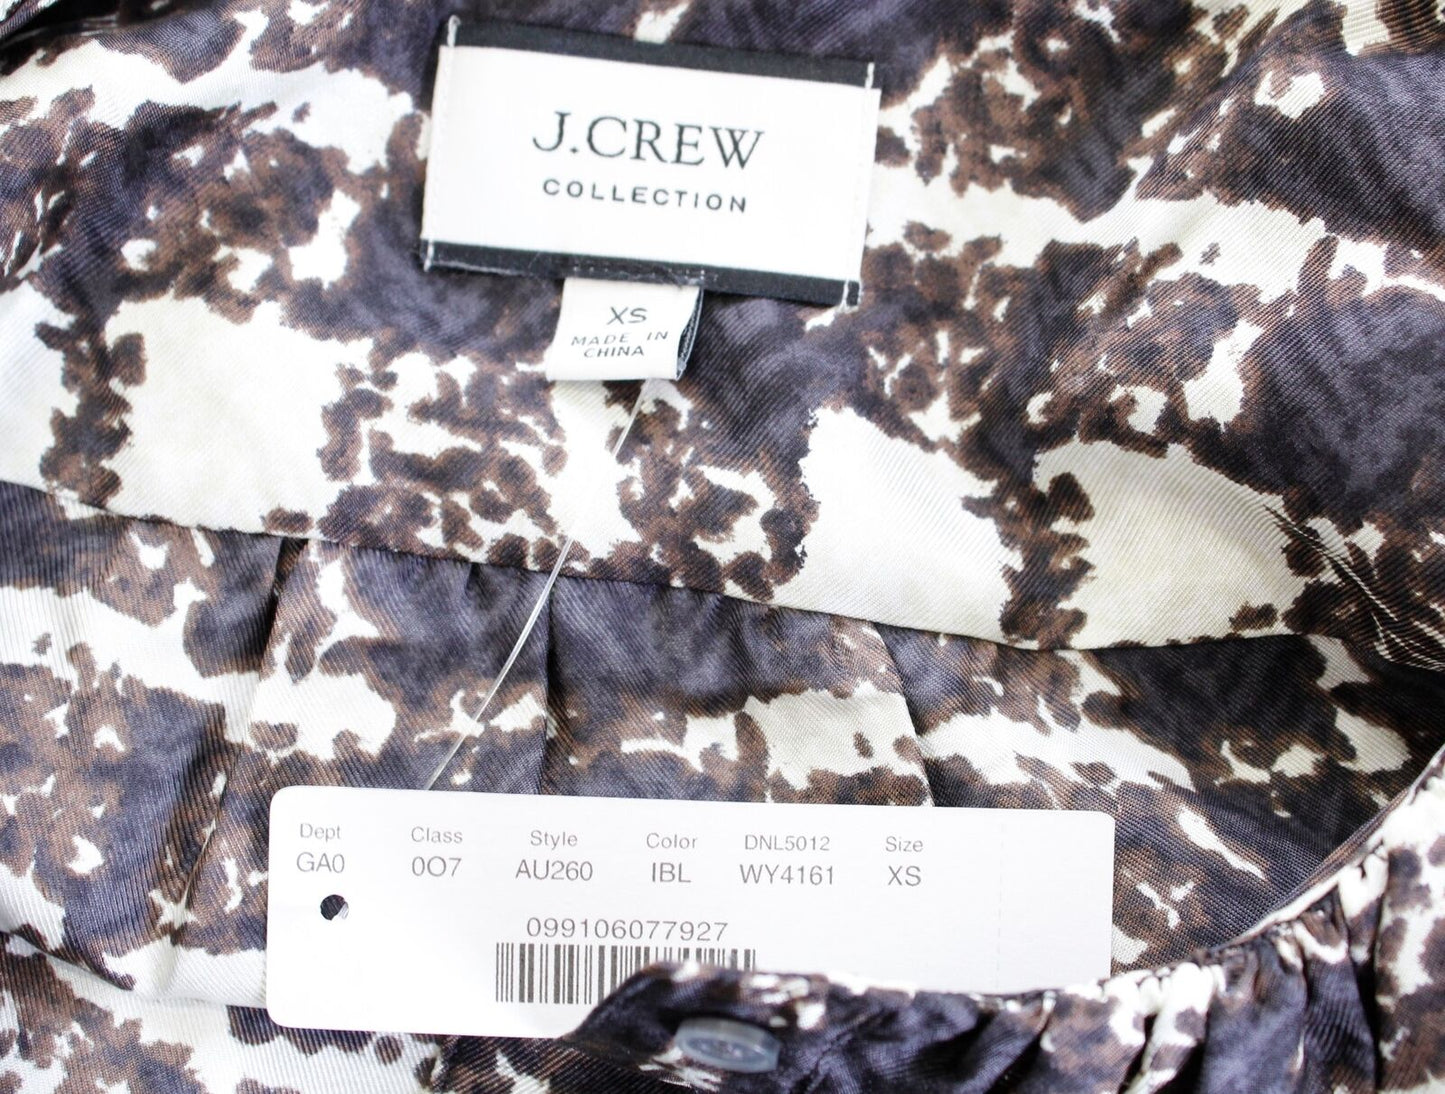 J.CREW
COLLECTION
XS
MADE IN
CHINA
Dept Class Style Color DNL5012 Size
GA0 0O7 AU260 IBL WY4161 XS
099106077927